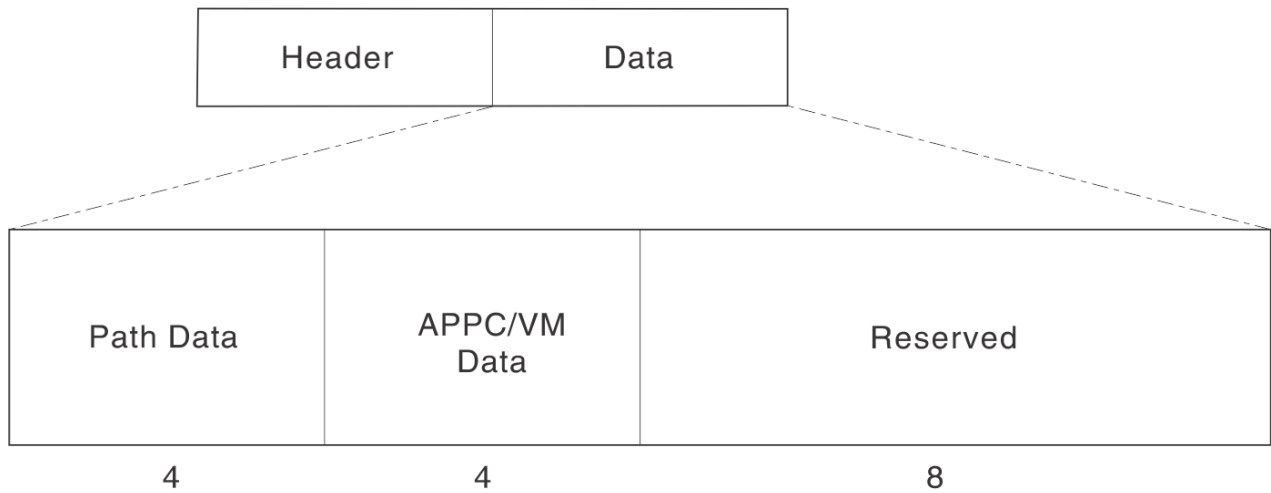 Header
Data
Path Data
APPC/VM
Data
Reserved
4
4
8